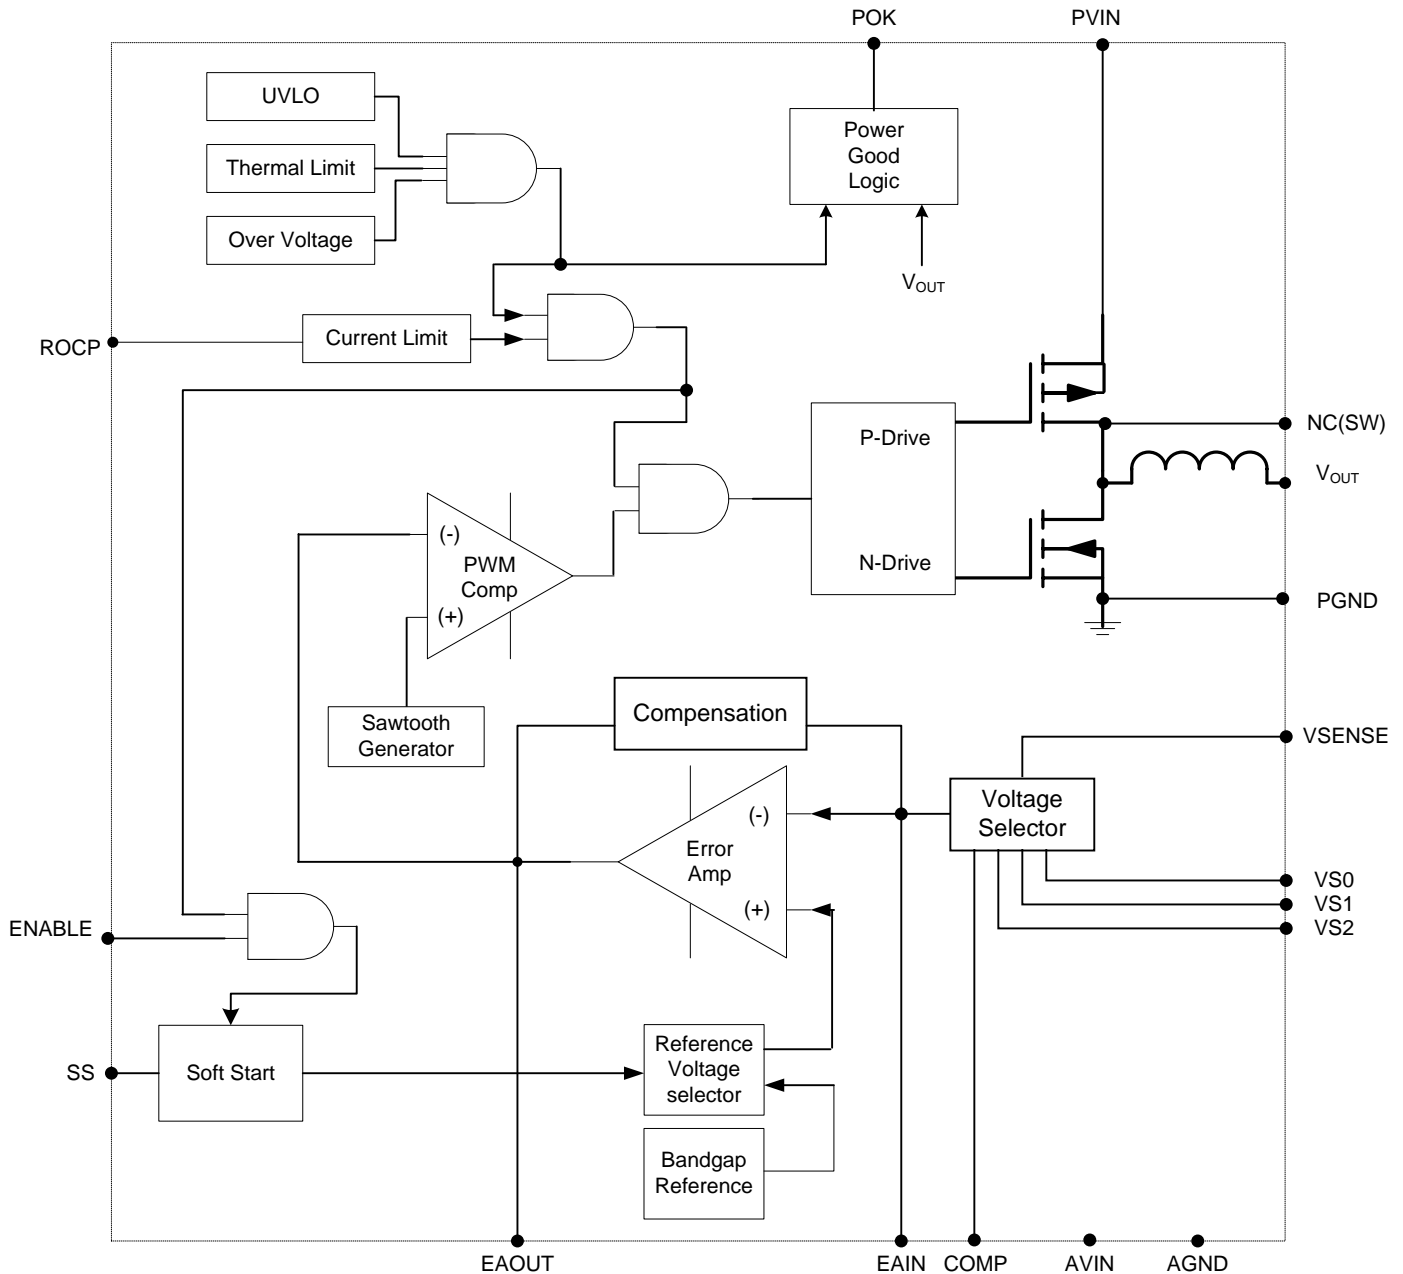 POK
PVIN
UVLO
Power
Good
Logic
Thermal Limit
Over Voltage
VOUT
ROCP
Current Limit
NC(SW)
P-Drive
VOUT
(-)
PWM
Comp
N-Drive
(+)
PGND
Compensation
Sawtooth
Generator
VSENSE
Voltage
Selector
(-)
Error
Amp
VS0
(+)
VS1
ENABLE
VS2
Reference
Voltage
selector
SS
Soft Start
Bandgap
Reference
EAOUT
EAIN
COMP
AVIN
AGND